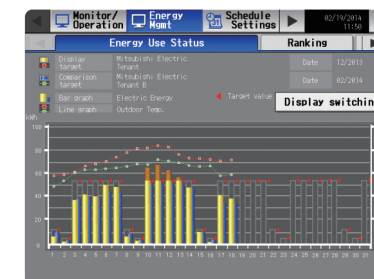 Monitor/ Operation
Energy Mgmt
Schedule Settings
02/19/2014
11:50
Energy Use Status
Ranking
Display target
Mitsubishi Electric Tenant
Date
12/2013
Comparison target
Mitsubishi Electric Tenant B
Date
02/2014
Bar graph
Electric Energy
Target value
Line graph
Outdoor Temp.
Display switchin
kWh
100
80
60
40
20
0
1 2 3 4 5 6 7 8 9 10 11 12 13 14 15 16 17 18 19 20 21 22 23 24 25 26 27 28 29 30 31